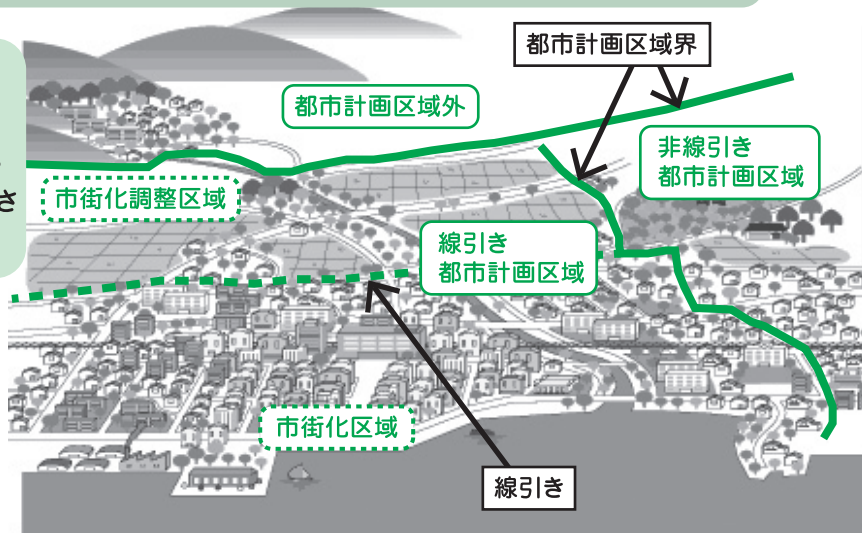 都市計画区域界
都市計画区域外
非線引き
都市計画区域
市街化調整区域
さ
線引き
都市計画区域
市街化区域
線引き